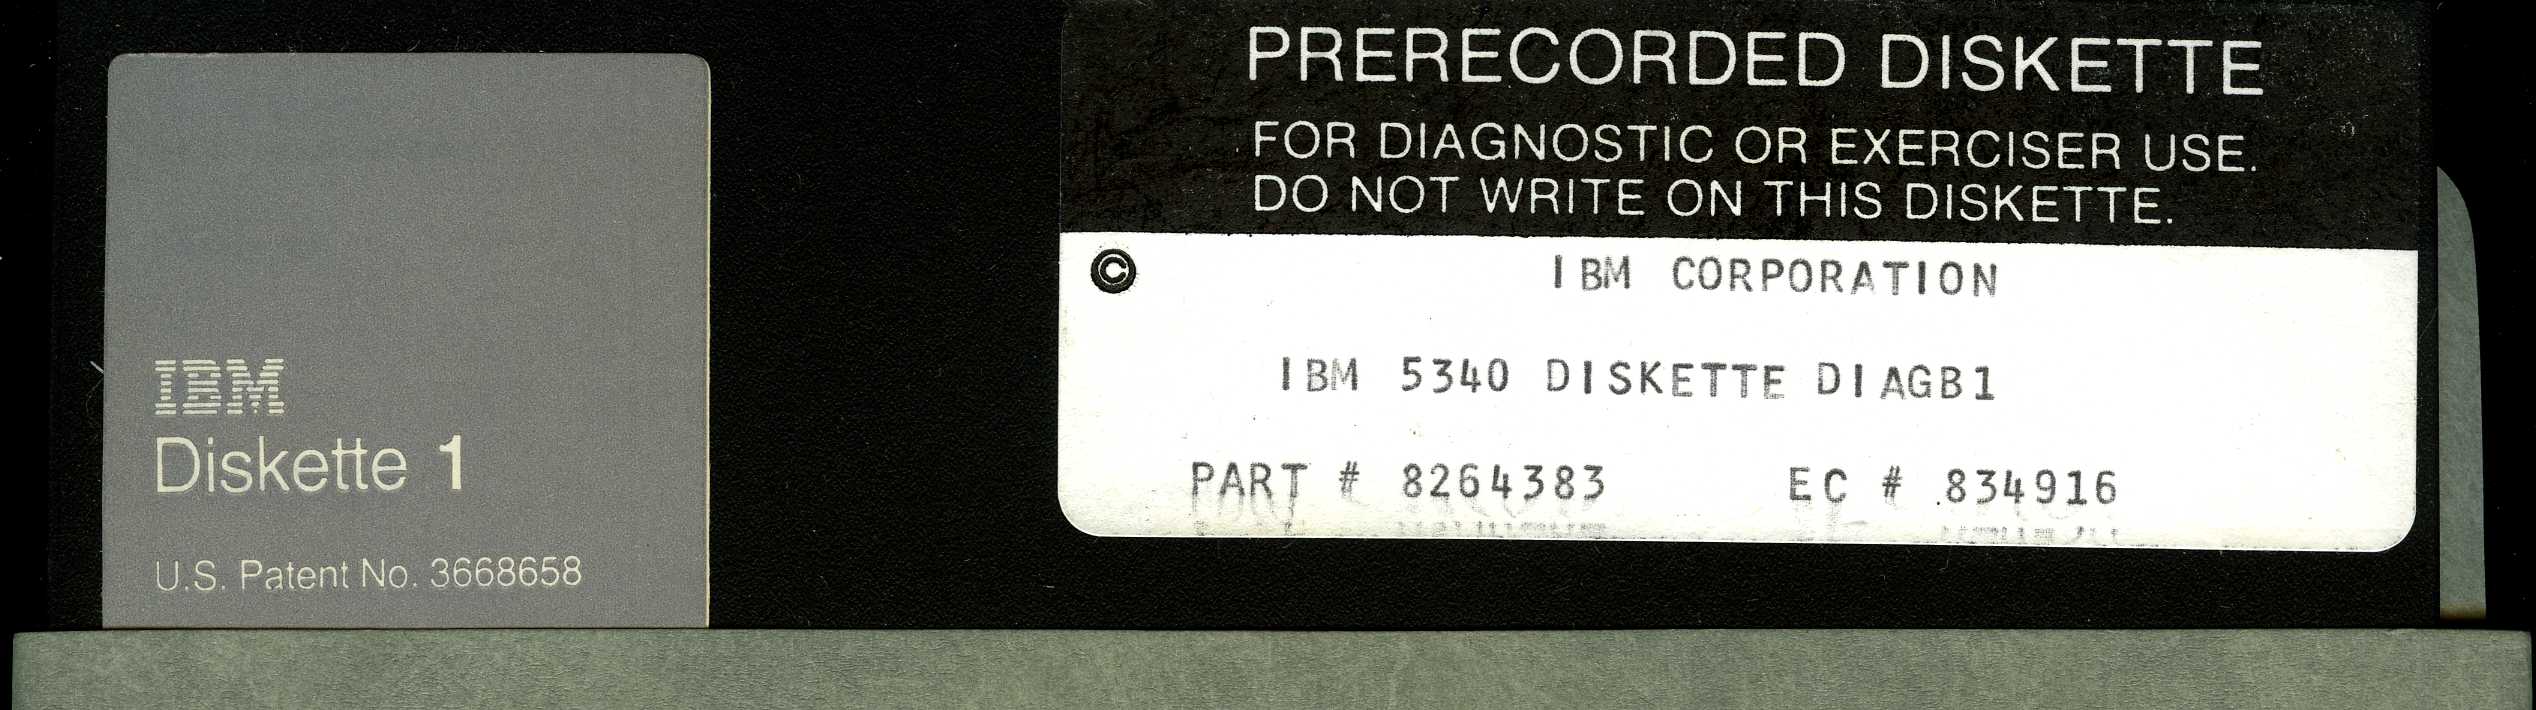 IBM
Diskette 1
U.S. Patent No. 3668658
PRERECORDED DISKETTE
FOR DIAGNOSTIC OR EXERCISER USE.
DO NOT WRITE ON THIS DISKETTE.
©
IBM CORPORATION
IBM 5340 DISKETTE DIAGB1
PART # 8264383 EC # 834916